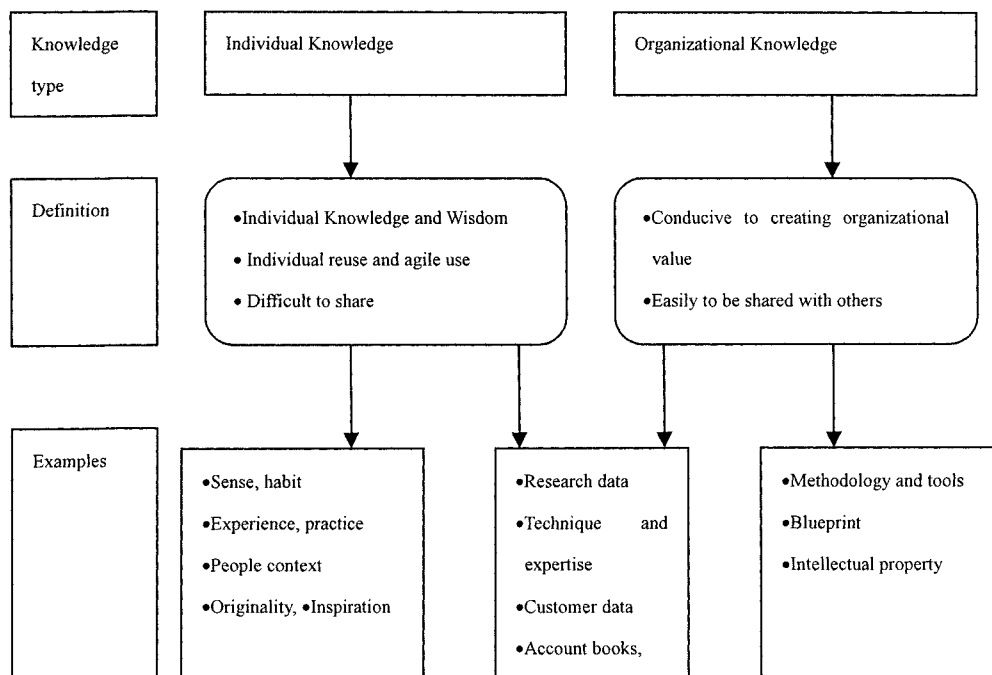 Knowledge
type
Individual Knowledge
Organizational Knowledge
Definition
•Individual Knowledge and Wisdom
• Individual reuse and agile use
• Difficult to share
•Conducive to creating organizational
value
•Easily to be shared with others
Examples
•Sense, habit
•Experience, practice
•People context
•Originality, •Inspiration
•Research data
•Technique and
expertise
•Customer data
•Account books,
•Methodology and tools
•Blueprint
•Intellectual property